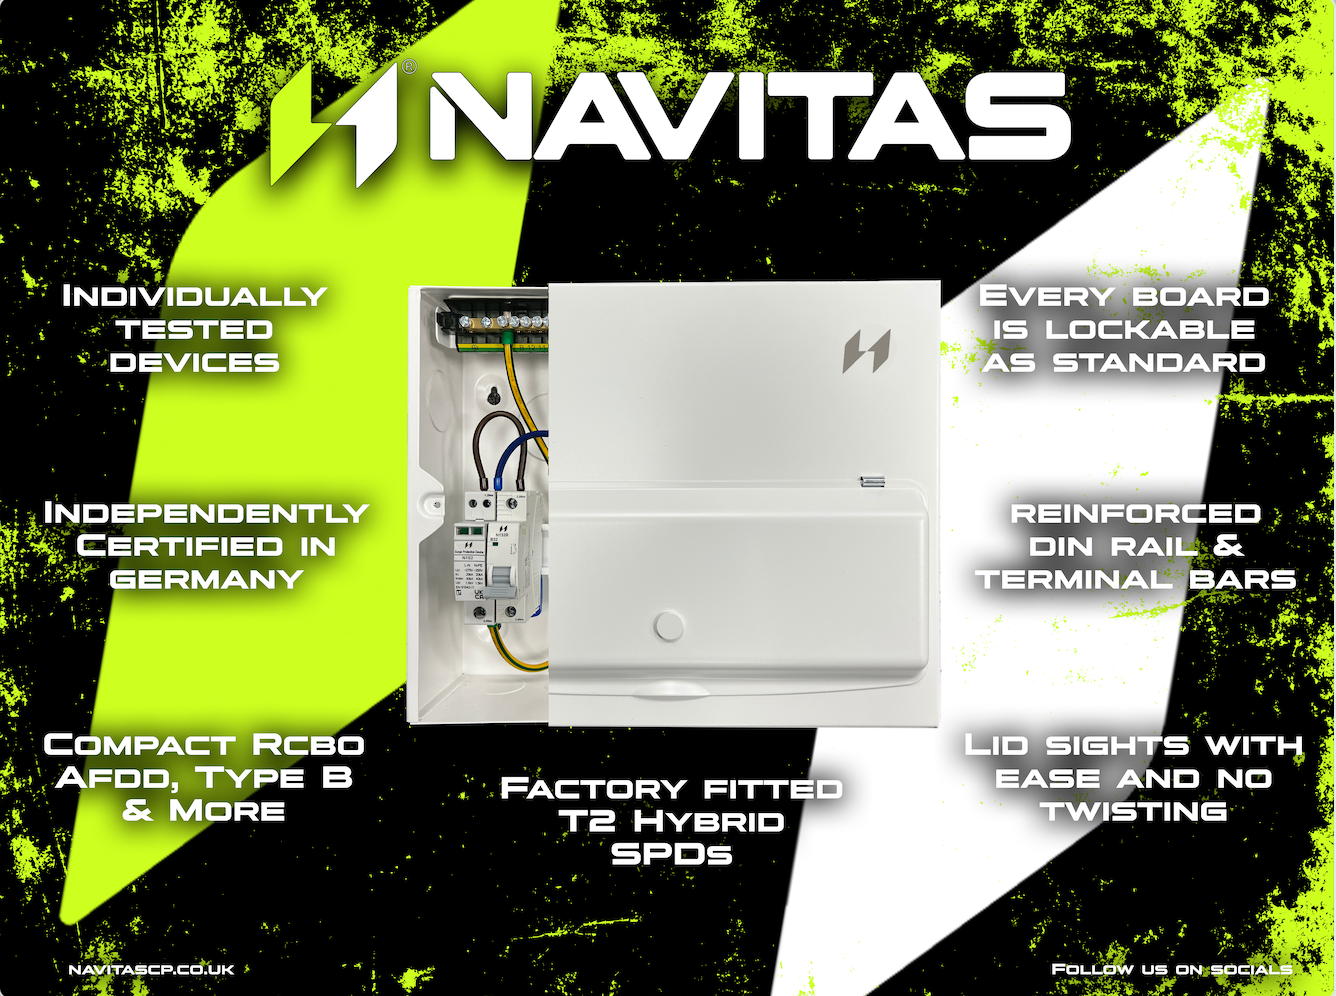 NAVITAS®
INDIVIDUALLY
TESTED
DEVICES
EVERY BOARD
IS LOCKABLE
AS STANDARD
INDEPENDENTLY
CERTIFIED IN
GERMANY
REINFORCED
DIN RAIL &
TERMINAL BARS
COMPACT RCBO
AFDD, TYPE B
& MORE
FACTORY FITTED
T2 HYBRID
SPDs
LID SIGHTS WITH
EASE AND NO
TWISTING
NAVITASCP.CO.UK
FOLLOW US ON SOCIALS